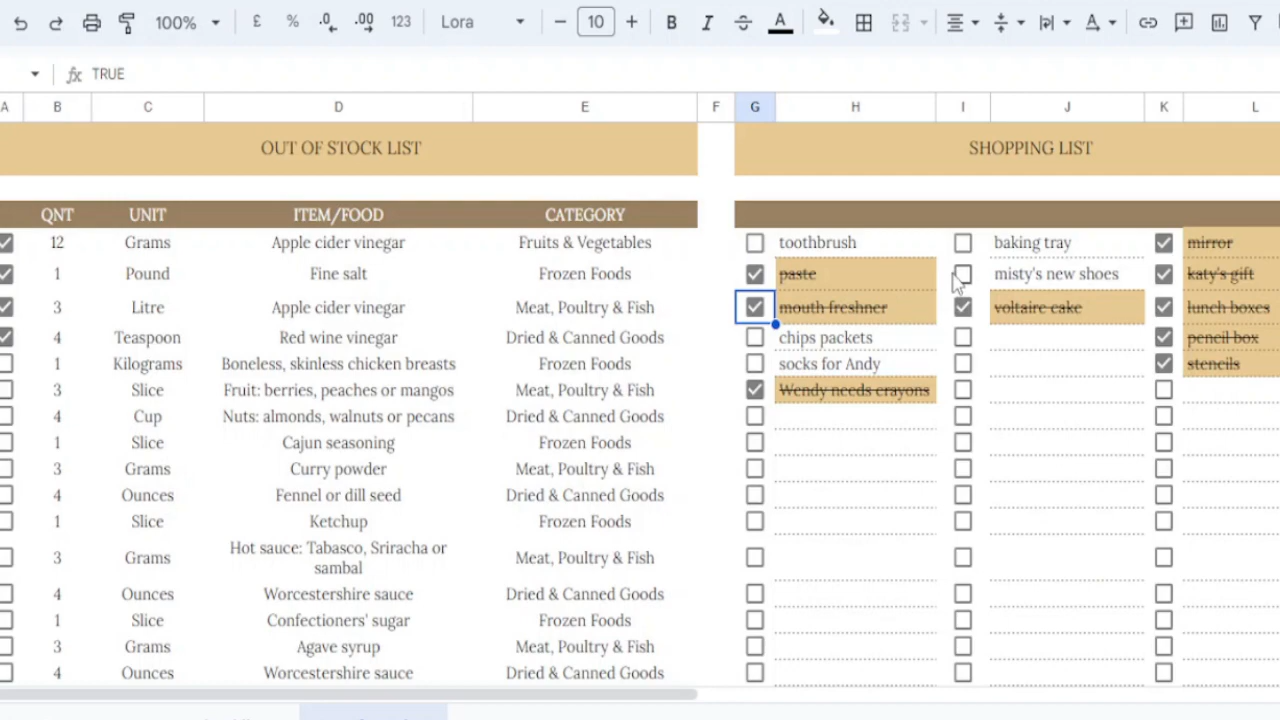 100% £ % .0 .00 123 Lora 10 B I A A
fx TRUE
A B C D E F G H I J K L
OUT OF STOCK LIST SHOPPING LIST
QNT UNIT ITEM/FOOD CATEGORY
12 Grams Apple cider vinegar Fruits & Vegetables toothbrush baking tray mirror
1 Pound Fine salt Frozen Foods paste misty's new shoes katy's gift
3 Litre Apple cider vinegar Meat, Poultry & Fish mouth freshner voltaire cake lunch boxes
4 Teaspoon Red wine vinegar Dried & Canned Goods chips packets pencil box
1 Kilograms Boneless, skinless chicken breasts Frozen Foods socks for Andy stencils
3 Slice Fruit: berries, peaches or mangos Meat, Poultry & Fish Wendy needs crayons
4 Cup Nuts: almonds, walnuts or pecans Dried & Canned Goods
1 Slice Cajun seasoning Frozen Foods
3 Grams Curry powder Meat, Poultry & Fish
4 Ounces Fennel or dill seed Dried & Canned Goods
1 Slice Ketchup Frozen Foods
3 Grams Hot sauce: Tabasco, Sriracha or Meat, Poultry & Fish
sambal
4 Ounces Worcestershire sauce Dried & Canned Goods
1 Slice Confectioners' sugar Frozen Foods
3 Grams Agave syrup Meat, Poultry & Fish
4 Ounces Worcestershire sauce Dried & Canned Goods